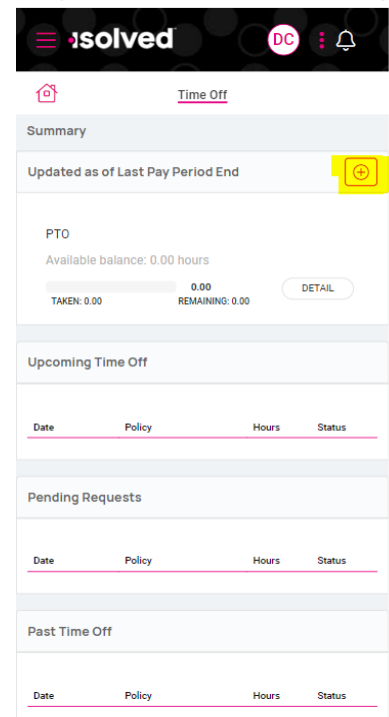 isolved
DC
Time Off
Summary
Updated as of Last Pay Period End
PTO
Available balance: 0.00 hours
0.00
DETAIL
TAKEN: 0.00 REMAINING: 0.00
Upcoming Time Off
Date Policy Hours Status
Pending Requests
Date Policy Hours Status
Past Time Off
Date Policy Hours Status